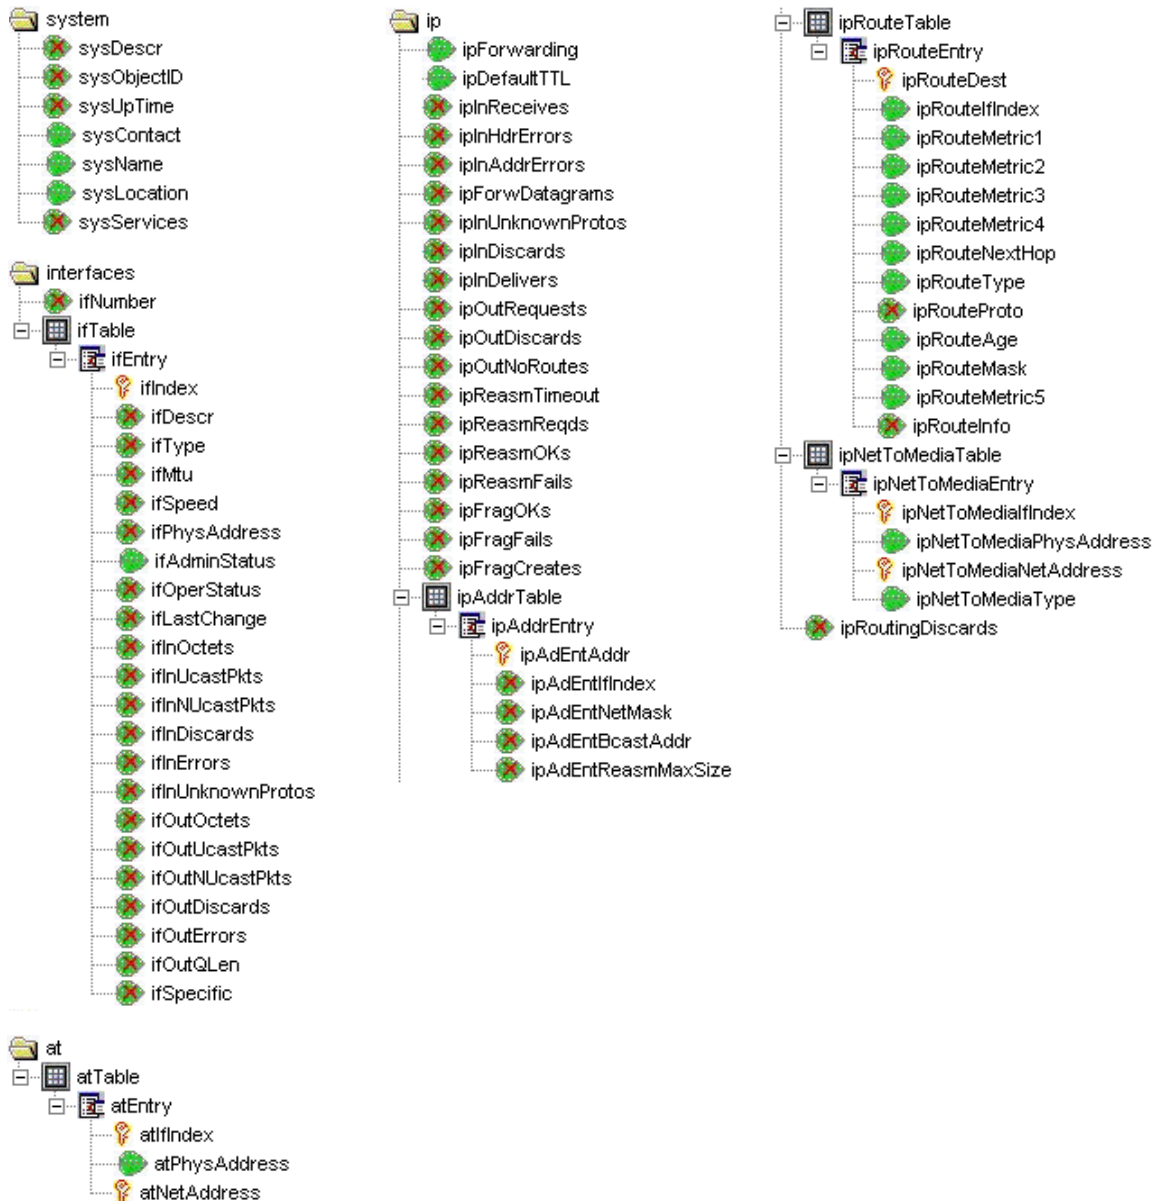 system
sysDescr
sysObjectID
sysUpTime
sysContact
sysName
sysLocation
sysServices
interfaces
ifNumber
ifTable
ifEntry
ifIndex
ifDescr
ifType
ifMtu
ifSpeed
ifPhysAddress
ifAdminStatus
ifOperStatus
ifLastChange
ifInOctets
ifInUcastPkts
ifInNUcastPkts
ifInDiscards
ifInErrors
ifInUnknownProtos
ifOutOctets
ifOutUcastPkts
ifOutNUcastPkts
ifOutDiscards
ifOutErrors
ifOutQLen
ifSpecific
at
atTable
atEntry
atIfIndex
atPhysAddress
atNetAddress
ip
ipForwarding
ipDefaultTTL
ipInReceives
ipInHdrErrors
ipInAddrErrors
ipForwDatagrams
ipInUnknownProtos
ipInDiscards
ipInDelivers
ipOutRequests
ipOutDiscards
ipOutNoRoutes
ipReasmTimeout
ipReasmReqds
ipReasmOKs
ipReasmFails
ipFragOKs
ipFragFails
ipFragCreates
ipAddrTable
ipAddrEntry
ipAdEntAddr
ipAdEntIfIndex
ipAdEntNetMask
ipAdEntBcastAddr
ipAdEntReasmMaxSize
ipRouteTable
ipRouteEntry
ipRouteDest
ipRouteIfIndex
ipRouteMetric1
ipRouteMetric2
ipRouteMetric3
ipRouteMetric4
ipRouteNextHop
ipRouteType
ipRouteProto
ipRouteAge
ipRouteMask
ipRouteMetric5
ipRouteInfo
ipNetToMediaTable
ipNetToMediaEntry
ipNetToMediaIfIndex
ipNetToMediaPhysAddress
ipNetToMediaNetAddress
ipNetToMediaType
ipRoutingDiscards